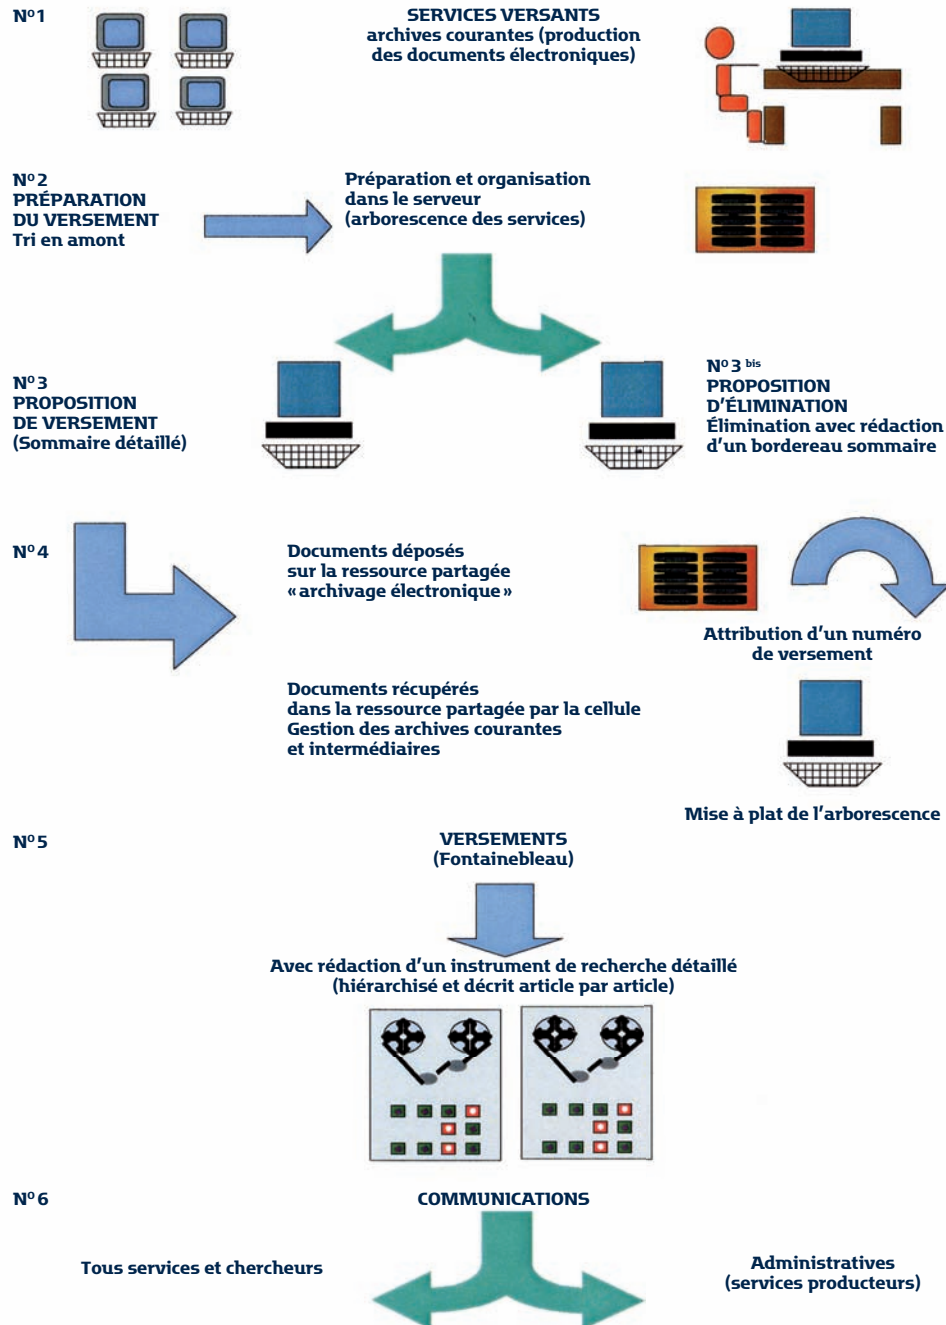 Nº1
SERVICES VERSANTS
archives courantes (production
des documents électroniques)
Nº2
PRÉPARATION
DU VERSEMENT
Tri en amont
Préparation et organisation
dans le serveur
(arborescence des services)
Nº3
PROPOSITION
DE VERSEMENT
(Sommaire détaillé)
Nº3 bis
PROPOSITION
D'ÉLIMINATION
Élimination avec rédaction
d'un bordereau sommaire
Nº4
Documents déposés
sur la ressource partagée
«archivage électronique»
Attribution d'un numéro
de versement
Documents récupérés
dans la ressource partagée par la cellule
Gestion des archives courantes
et intermédiaires
Mise à plat de l'arborescence
Nº5
VERSEMENTS
(Fontainebleau)
Avec rédaction d'un instrument de recherche détaillé
(hiérarchisé et décrit article par article)
Nº6
COMMUNICATIONS
Tous services et chercheurs
Administratives
(services producteurs)